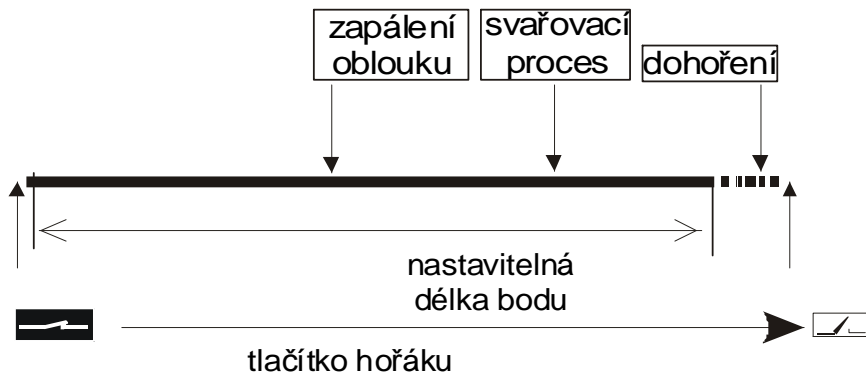 zapálení
oblouku
svařovací
proces
dohoření
nastavitelná
délka bodu
tlačítko hořáku